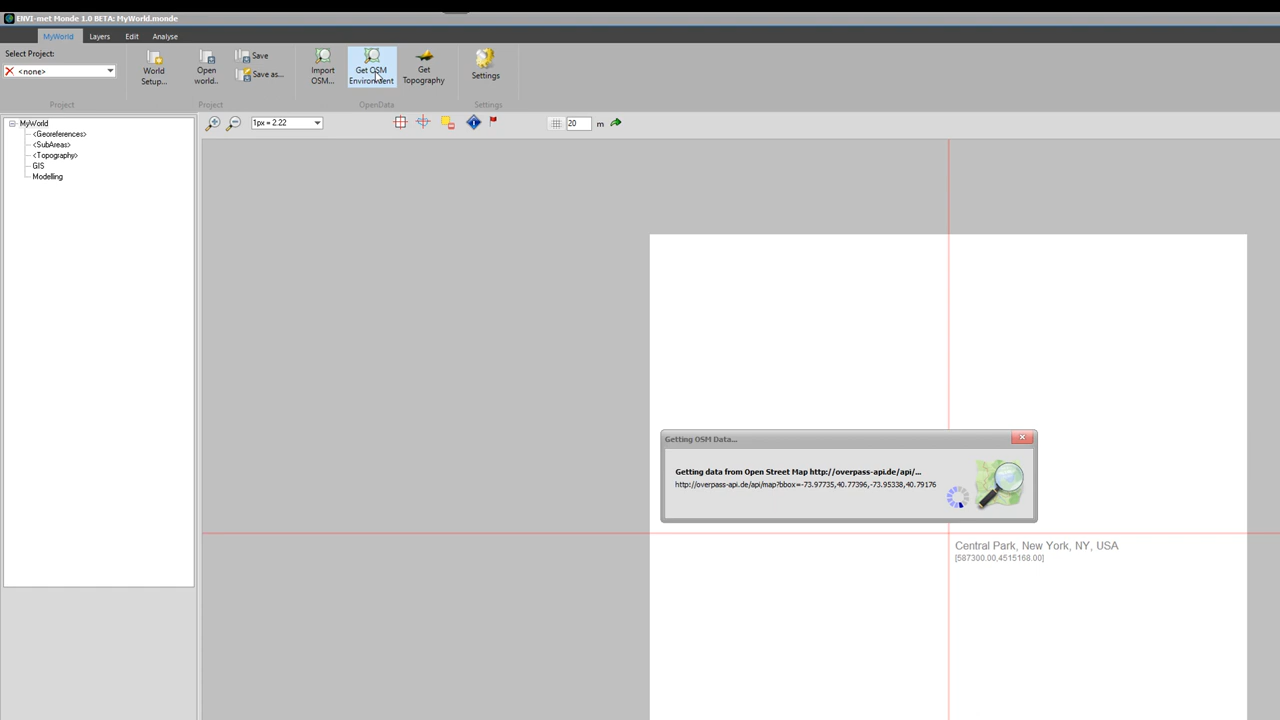 ENVI-met Monde 1.0 BETA: MyWorld.monde
MyWorld Layers Edit Analyse
Select Project:
<none>
World Setup...
Open world..
Save
Save as...
Import OSM...
Get OSM Environment
Get Topography
Settings
Project Project OpenData Settings
1px = 2.22 20 m
MyWorld
<Georeferences>
<SubAreas>
<Topography>
GIS
Modelling
Getting OSM Data...
Getting data from Open Street Map http://overpass-api.de/api/...
http://overpass-api.de/api/map?bbox=-73.97735,40.77396,-73.95338,40.79176
Central Park, New York, NY, USA
[587300.00,4515168.00]